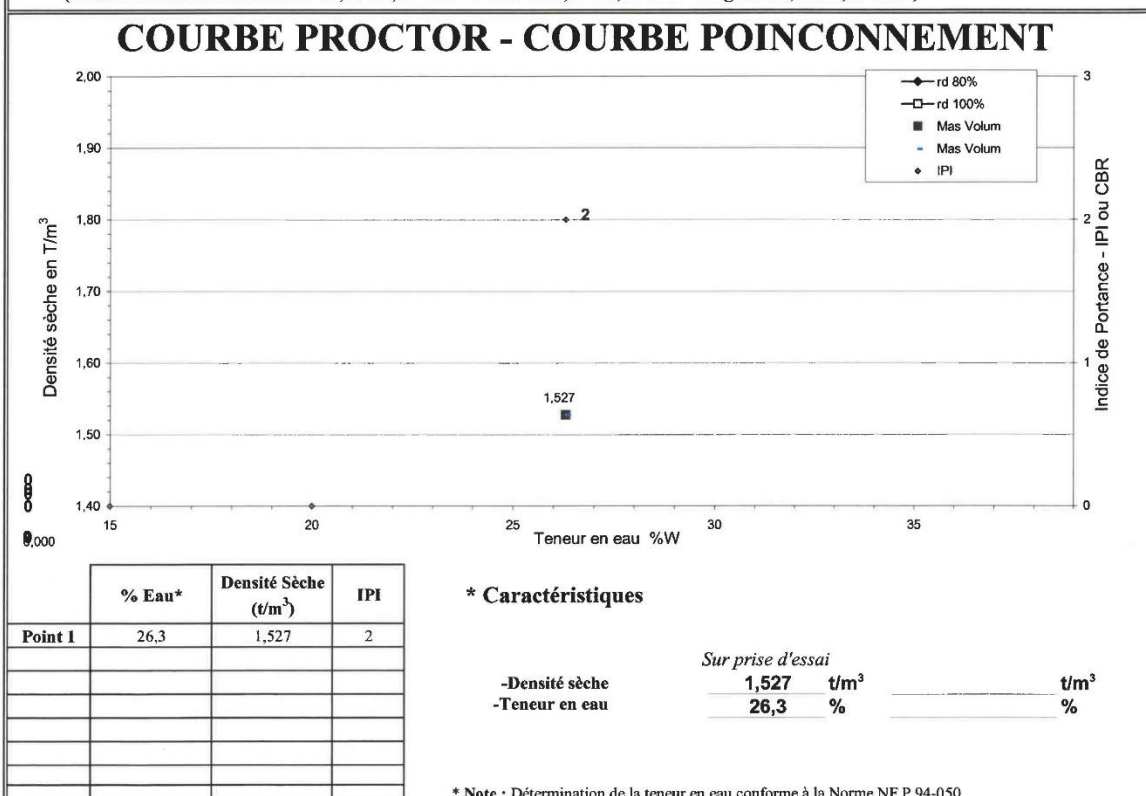 COURBE PROCTOR - COURBE POINCONNEMENT
2,00
1,90
1,80
1,70
1,60
1,50
1,40
Densité sèche en T/m³
3
2
1
0
Indice de Portance - IPI ou CBR
rd 80%
rd 100%
Mas Volum
Mas Volum
IPI
2
1,527
15 20 25 30 35
Teneur en eau %W
% Eau* Densité Sèche (t/m³) IPI
Point 1 26,3 1,527 2
* Caractéristiques
Sur prise d'essai
-Densité sèche 1,527 t/m³ t/m³
-Teneur en eau 26,3 % %
* Note : Détermination de la teneur en eau conforme à la Norme NF P 94-050